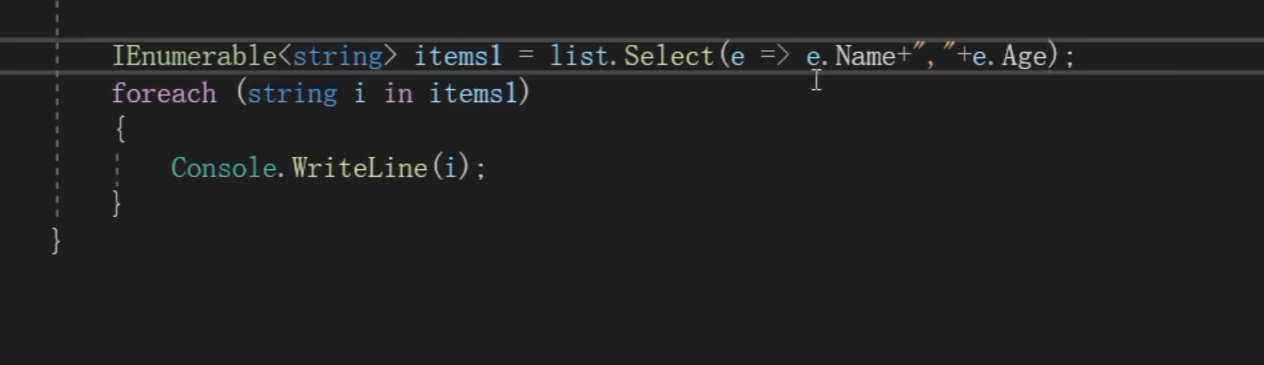 IEnumerable<string> items1 = list.Select(e => e.Name+","+e.Age);
foreach (string i in items1)
{
Console.WriteLine(i);
}
}